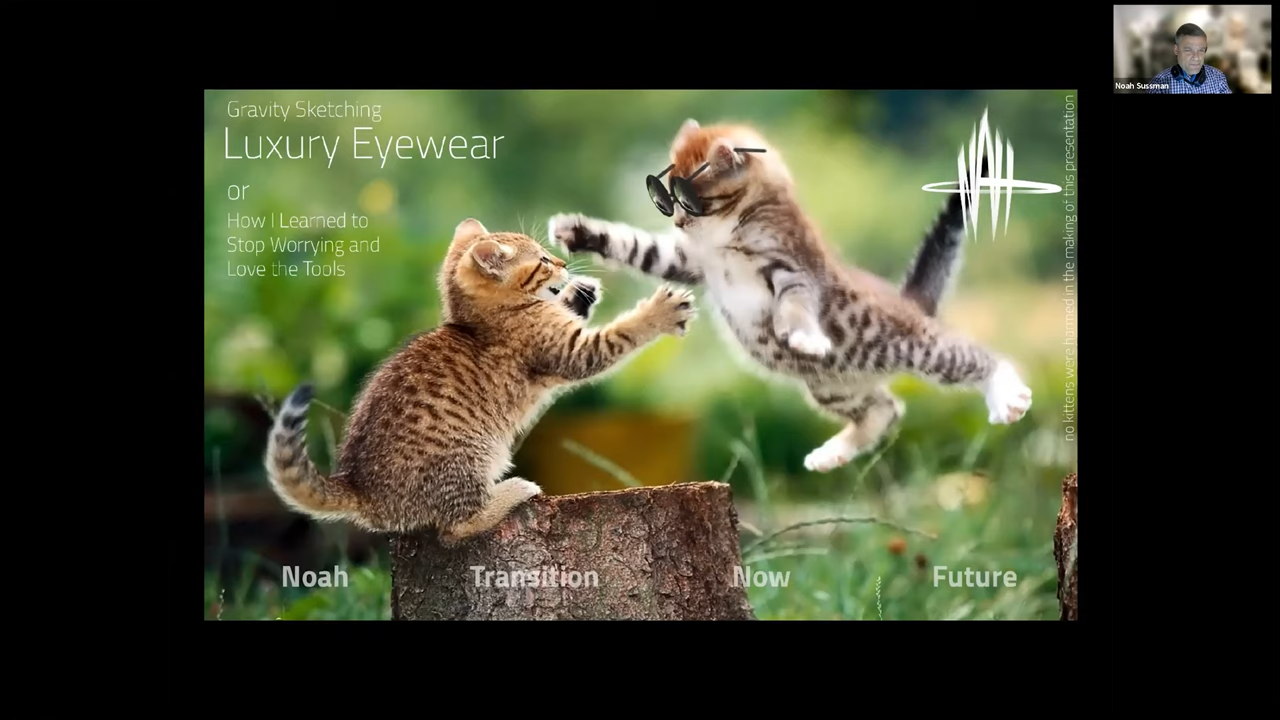 Gravity Sketching
Luxury Eyewear
or
How I Learned to
Stop Worrying and
Love the Tools
no kittens were harmed in the making of this presentation
Noah Transition Now Future
Noah Sussman